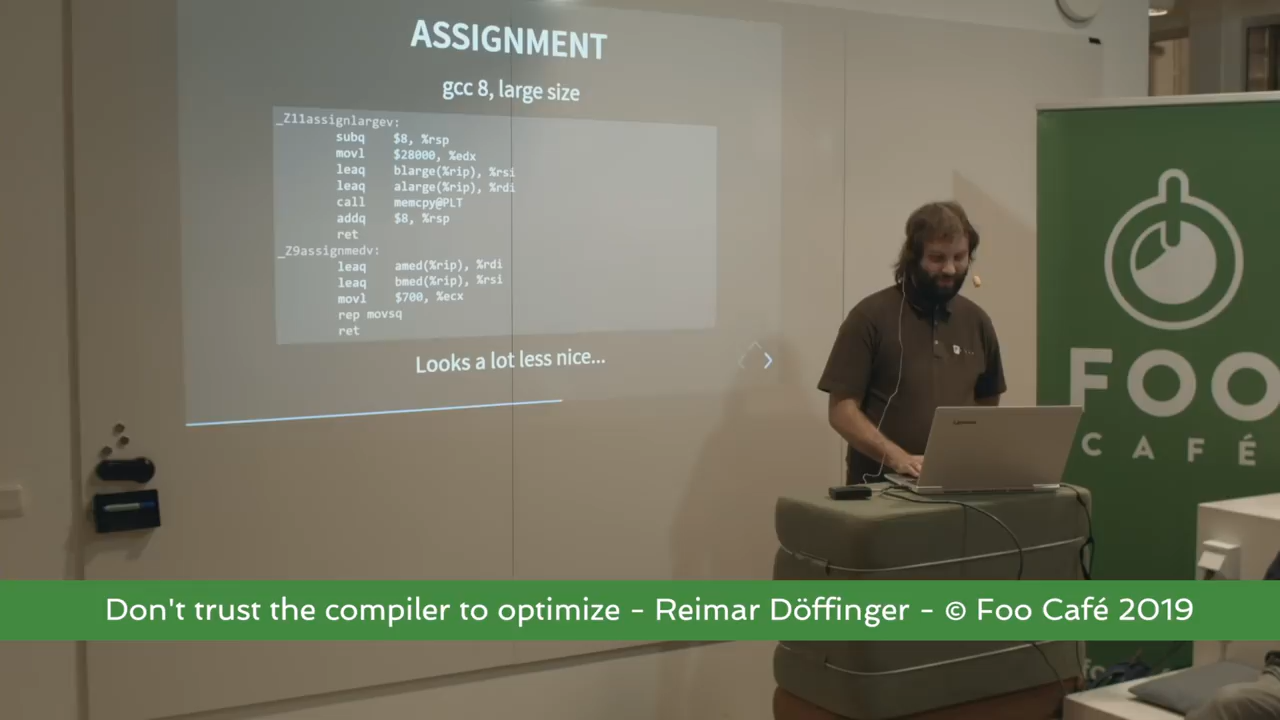 ASSIGNMENT
gcc 8, large size
_Z11assignlargev:
subq $8, %rsp
movl $28000, %edx
leaq blarge(%rip), %rsi
leaq alarge(%rip), %rdi
call memcpy@PLT
addq $8, %rsp
ret
_Z9assignmedv:
leaq amed(%rip), %rdi
leaq bmed(%rip), %rsi
movl $700, %ecx
rep movsq
ret
Looks a lot less nice...
FOO
CAFÉ
Lenovo
Don't trust the compiler to optimize - Reimar Döffinger - © Foo Café 2019